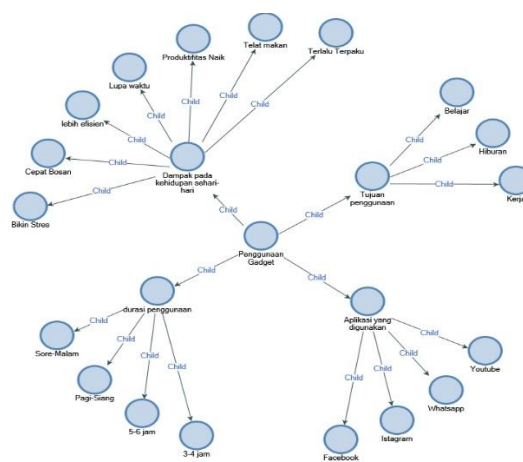 Telat makan
Terlalu Terpaku
Produktifitas Naik
Lupa waktu
Child
Child
Child
Child
Child
lebih efisien
Child
Cepat Bosan
Child
Bikin Stres
Child
Dampak pada
kehidupan sehari-
hari
Child
Belajar
Child
Hiburan
Child
Kerja
Child
Tujuan
penggunaan
Child
Penggunaan
Gadget
Child
durasi penggunaan
Child
Sore-Malam
Child
Pagi-Siang
Child
5-6 jam
Child
3-4 jam
Child
Aplikasi yang
digunakan
Child
Youtube
Child
Whatsapp
Child
Istagram
Child
Facebook